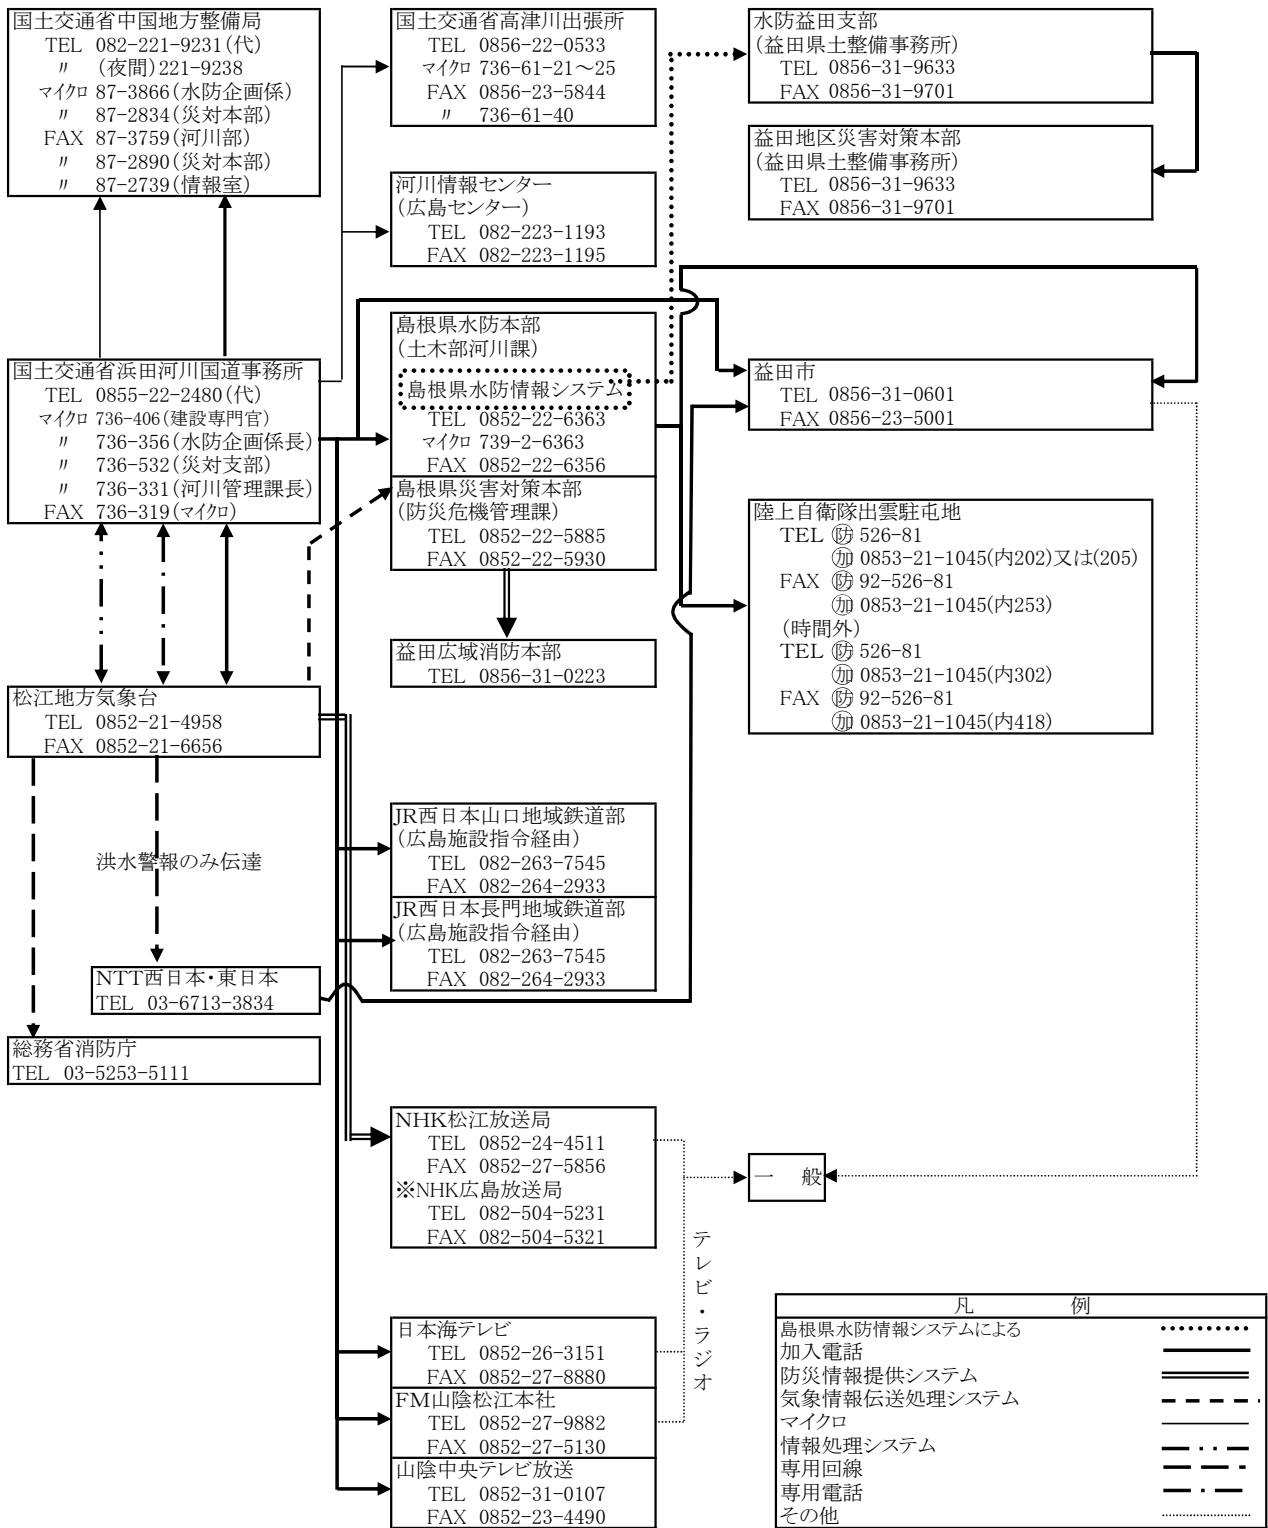 国土交通省中国地方整備局
TEL 082-221-9231(代)
〃 (夜間)221-9238
マイクロ 87-3866(水防企画係)
〃 87-2834(災対本部)
FAX 87-3759(河川部)
〃 87-2890(災対本部)
〃 87-2739(情報室)
国土交通省高津川出張所
TEL 0856-22-0533
マイクロ 736-61-21～25
FAX 0856-23-5844
〃 736-61-40
水防益田支部
(益田県土整備事務所)
TEL 0856-31-9633
FAX 0856-31-9701
益田地区災害対策本部
(益田県土整備事務所)
TEL 0856-31-9633
FAX 0856-31-9701
河川情報センター
(広島センター)
TEL 082-223-1193
FAX 082-223-1195
国土交通省浜田河川国道事務所
TEL 0855-22-2480(代)
マイクロ 736-406(建設専門官)
〃 736-356(水防企画係長)
〃 736-532(災対支部)
〃 736-331(河川管理課長)
FAX 736-319(マイクロ)
島根県水防本部
(土木部河川課)
島根県水防情報システム
TEL 0852-22-6363
マイクロ 739-2-6363
FAX 0852-22-6356
島根県災害対策本部
(防災危機管理課)
TEL 0852-22-5885
FAX 0852-22-5930
益田市
TEL 0856-31-0601
FAX 0856-23-5001
陸上自衛隊出雲駐屯地
TEL ㊄防 526-81
㊄加 0853-21-1045(内202)又は(205)
FAX 防 92-526-81
加 0853-21-1045(内253)
(時間外)
TEL 防 526-81
加 0853-21-1045(内302)
FAX 防 92-526-81
加 0853-21-1045(内418)
益田広域消防本部
TEL 0856-31-0223
松江地方気象台
TEL 0852-21-4958
FAX 0852-21-6656
洪水警報のみ伝達
JR西日本山口地域鉄道部
(広島施設指令経由)
TEL 082-263-7545
FAX 082-264-2933
JR西日本長門地域鉄道部
(広島施設指令経由)
TEL 082-263-7545
FAX 082-264-2933
NTT西日本・東日本
TEL 03-6713-3834
総務省消防庁
TEL 03-5253-5111
NHK松江放送局
TEL 0852-24-4511
FAX 0852-27-5856
※NHK広島放送局
TEL 082-504-5231
FAX 082-504-5321
一 般
テレビ・ラジオ
日本海テレビ
TEL 0852-26-3151
FAX 0852-27-8880
FM山陰松江本社
TEL 0852-27-9882
FAX 0852-27-5130
山陰中央テレビ放送
TEL 0852-31-0107
FAX 0852-23-4490
凡 例
島根県水防情報システムによる
加入電話
防災情報提供システム
気象情報伝送処理システム
マイクロ
情報処理システム
専用回線
専用電話
その他